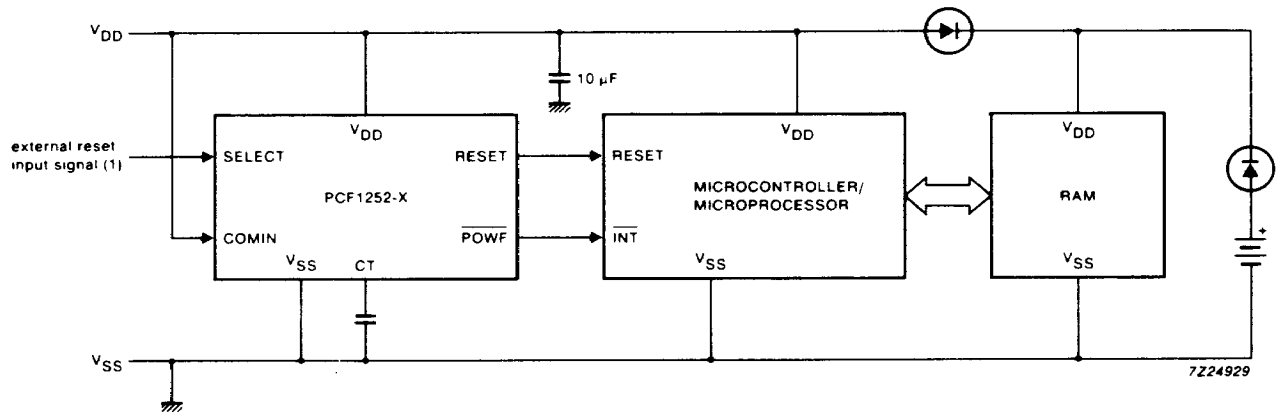 VDD
10 µF
VDD
VDD
VDD
external reset
input signal (1)
SELECT
RESET
RESET
MICROCONTROLLER/
MICROPROCESSOR
RAM
PCF1252-X
COMIN
POWF
INT
VSS
CT
VSS
VSS
+
VSS
7Z24929